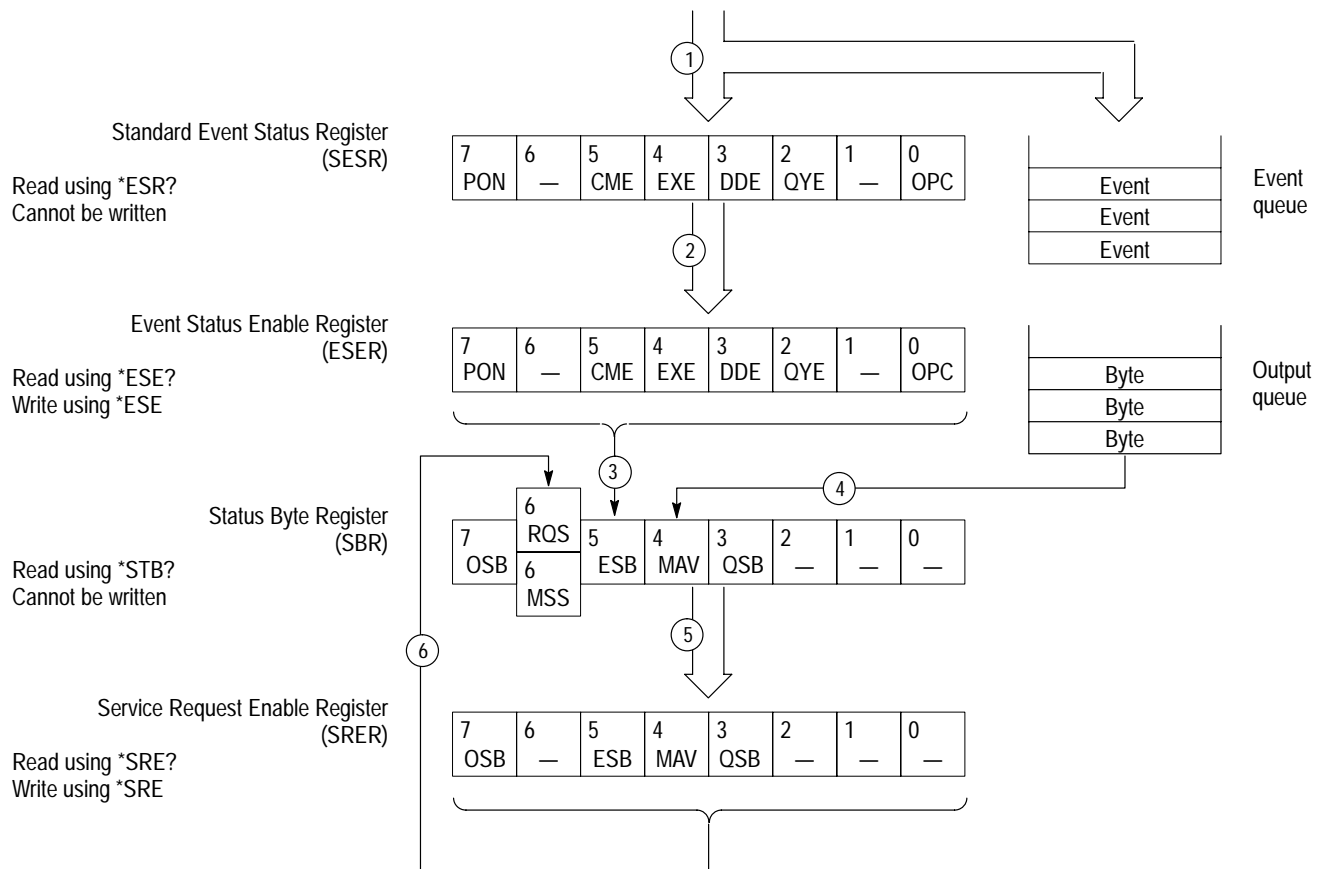 1
Standard Event Status Register
(SESR)
Read using *ESR?
Cannot be written
7 6 5 4 3 2 1 0
PON — CME EXE DDE QYE — OPC
Event
Event
Event
Event
queue
2
Event Status Enable Register
(ESER)
Read using *ESE?
Write using *ESE
7 6 5 4 3 2 1 0
PON — CME EXE DDE QYE — OPC
Byte
Byte
Byte
Output
queue
3
4
Status Byte Register
(SBR)
Read using *STB?
Cannot be written
6
RQS
7 5 4 3 2 1 0
OSB ESB MAV QSB — — —
6
MSS
5
6
Service Request Enable Register
(SRER)
Read using *SRE?
Write using *SRE
7 6 5 4 3 2 1 0
OSB — ESB MAV QSB — — —